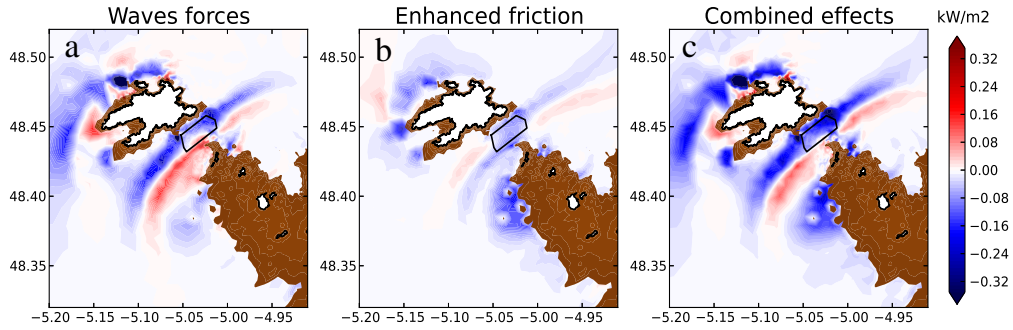 Waves forces Enhanced friction Combined effects kW/m2
a b c
48.50 48.50 48.50 0.32
0.24
48.45 48.45 48.45 0.16
0.08
0.00
48.40 48.40 48.40 −0.08
−0.16
48.35 48.35 48.35 −0.24
−0.32
−5.20 −5.15 −5.10 −5.05 −5.00 −4.95 −5.20 −5.15 −5.10 −5.05 −5.00 −4.95 −5.20 −5.15 −5.10 −5.05 −5.00 −4.95